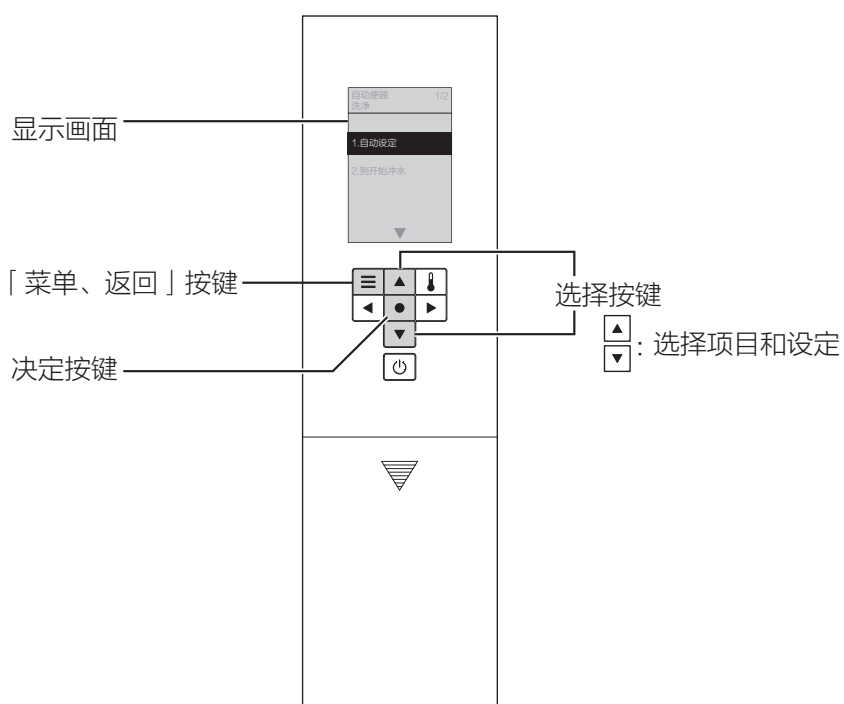 自动便器 1/2
洗净
1.自动设定
2.到开始冲水
显示画面
「菜单、返回」按键
决定按键
选择按键
: 选择项目和设定